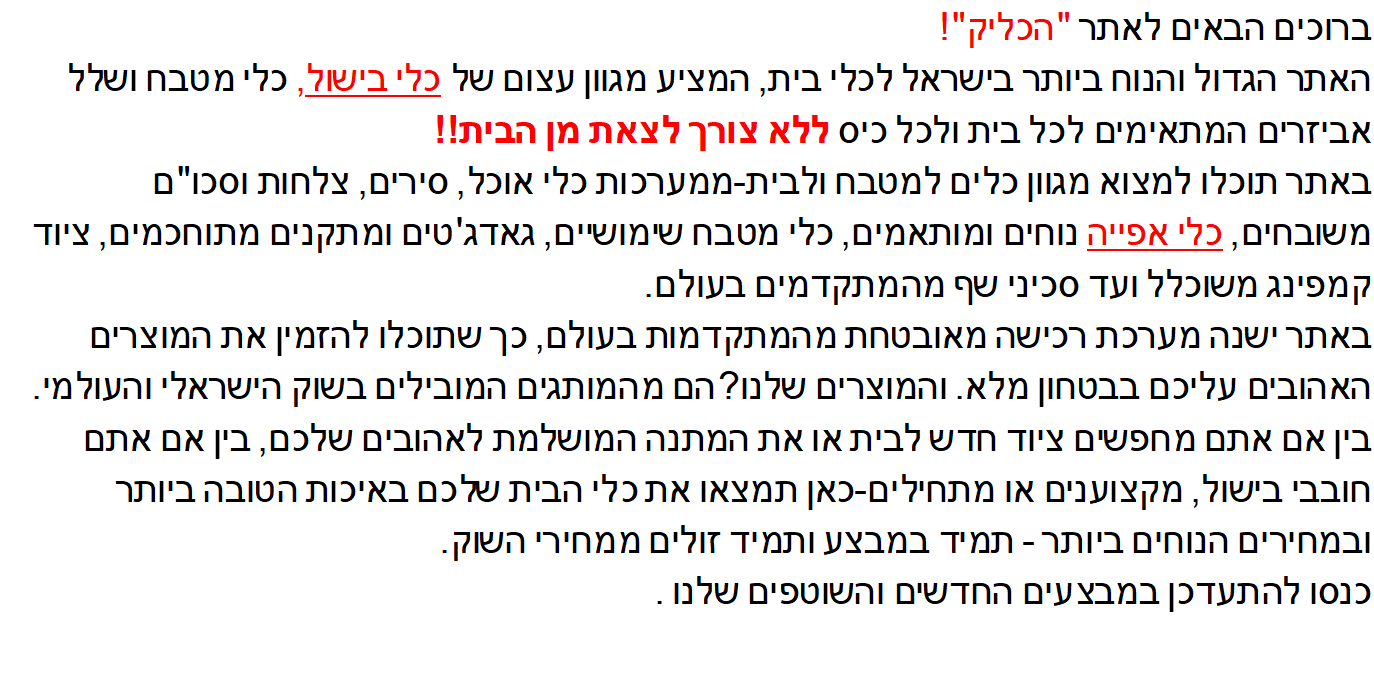 ברוכים הבאים לאתר "הכליק"!
האתר הגדול והנוח ביותר בישראל לכלי בית, המציע מגוון עצום של כלי בישול, כלי מטבח ושלל
אביזרים המתאימים לכל בית ולכל כיס ללא צורך לצאת מן הבית!!
באתר תוכלו למצוא מגוון כלים למטבח ולבית-ממערכות כלי אוכל, סירים, צלחות וסכו"ם
משובחים, כלי אפייה נוחים ומותאמים, כלי מטבח שימושיים, גאדג'טים ומתקנים מתוחכמים, ציוד
קמפינג משוכלל ועד סכיני שף מהמתקדמים בעולם.
באתר ישנה מערכת רכישה מאובטחת מהמתקדמות בעולם, כך שתוכלו להזמין את המוצרים
האהובים עליכם בבטחון מלא. והמוצרים שלנו? הם מהמותגים המובילים בשוק הישראלי והעולמי.
בין אם אתם מחפשים ציוד חדש לבית או את המתנה המושלמת לאהובים שלכם, בין אם אתם
חובבי בישול, מקצוענים או מתחילים-כאן תמצאו את כלי הבית שלכם באיכות הטובה ביותר
ובמחירים הנוחים ביותר - תמיד במבצע ותמיד זולים ממחירי השוק.
כנסו להתעדכן במבצעים החדשים והשוטפים שלנו .